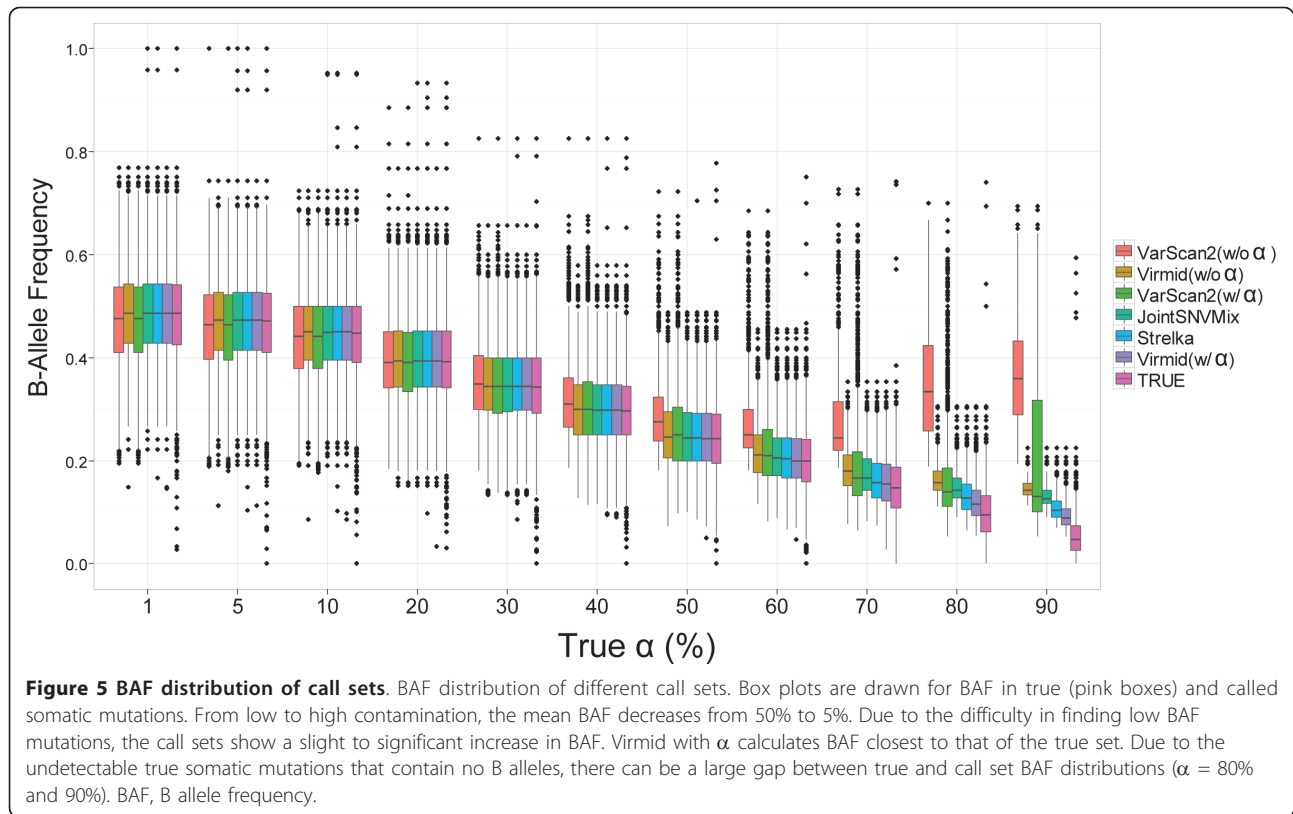 1.0
0.8
0.6
0.4
0.2
0.0
B-Allele Frequency
1 5 10 20 30 40 50 60 70 80 90
True α (%)
VarScan2(w/o α )
Virmid(w/o α)
VarScan2(w/ α)
JointSNVMix
Strelka
Virmid(w/ α)
TRUE
Figure 5 BAF distribution of call sets. BAF distribution of different call sets. Box plots are drawn for BAF in true (pink boxes) and called
somatic mutations. From low to high contamination, the mean BAF decreases from 50% to 5%. Due to the difficulty in finding low BAF
mutations, the call sets show a slight to significant increase in BAF. Virmid with α calculates BAF closest to that of the true set. Due to the
undetectable true somatic mutations that contain no B alleles, there can be a large gap between true and call set BAF distributions (α = 80%
and 90%). BAF, B allele frequency.